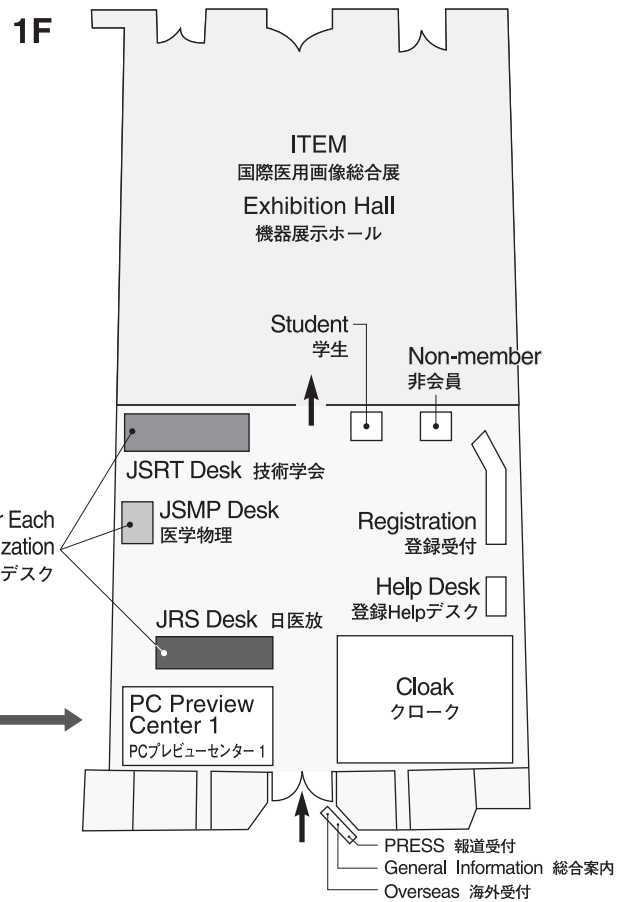 1F
ITEM
国際医用画像総合展
Exhibition Hall
機器展示ホール
Student
学生
Non-member
非会員
JSRT Desk 技術学会
r Each
zation
デスク
JSMP Desk
医学物理
Registration
登録受付
Help Desk
登録Helpデスク
JRS Desk 日医放
PC Preview
Center 1
PCプレビューセンター 1
Cloak
クローク
PRESS 報道受付
General Information 総合案内
Overseas 海外受付